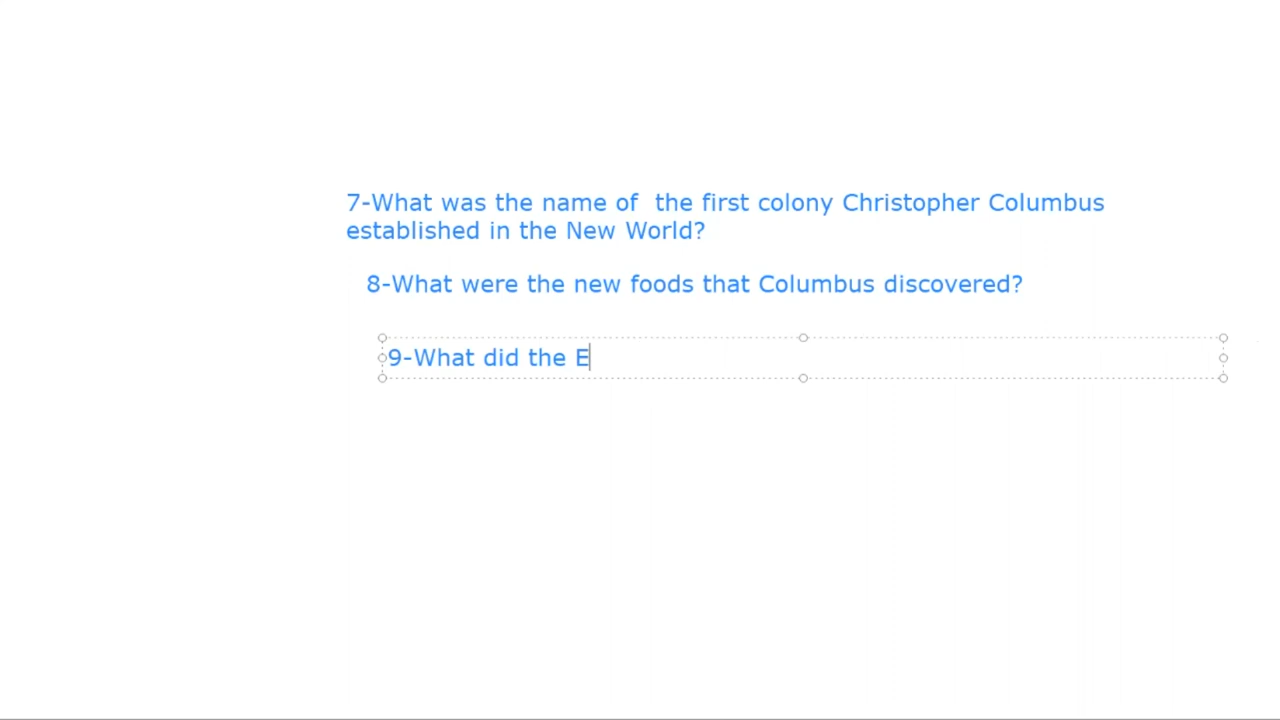 7-What was the name of  the first colony Christopher Columbus
established in the New World?
8-What were the new foods that Columbus discovered?
9-What did the E